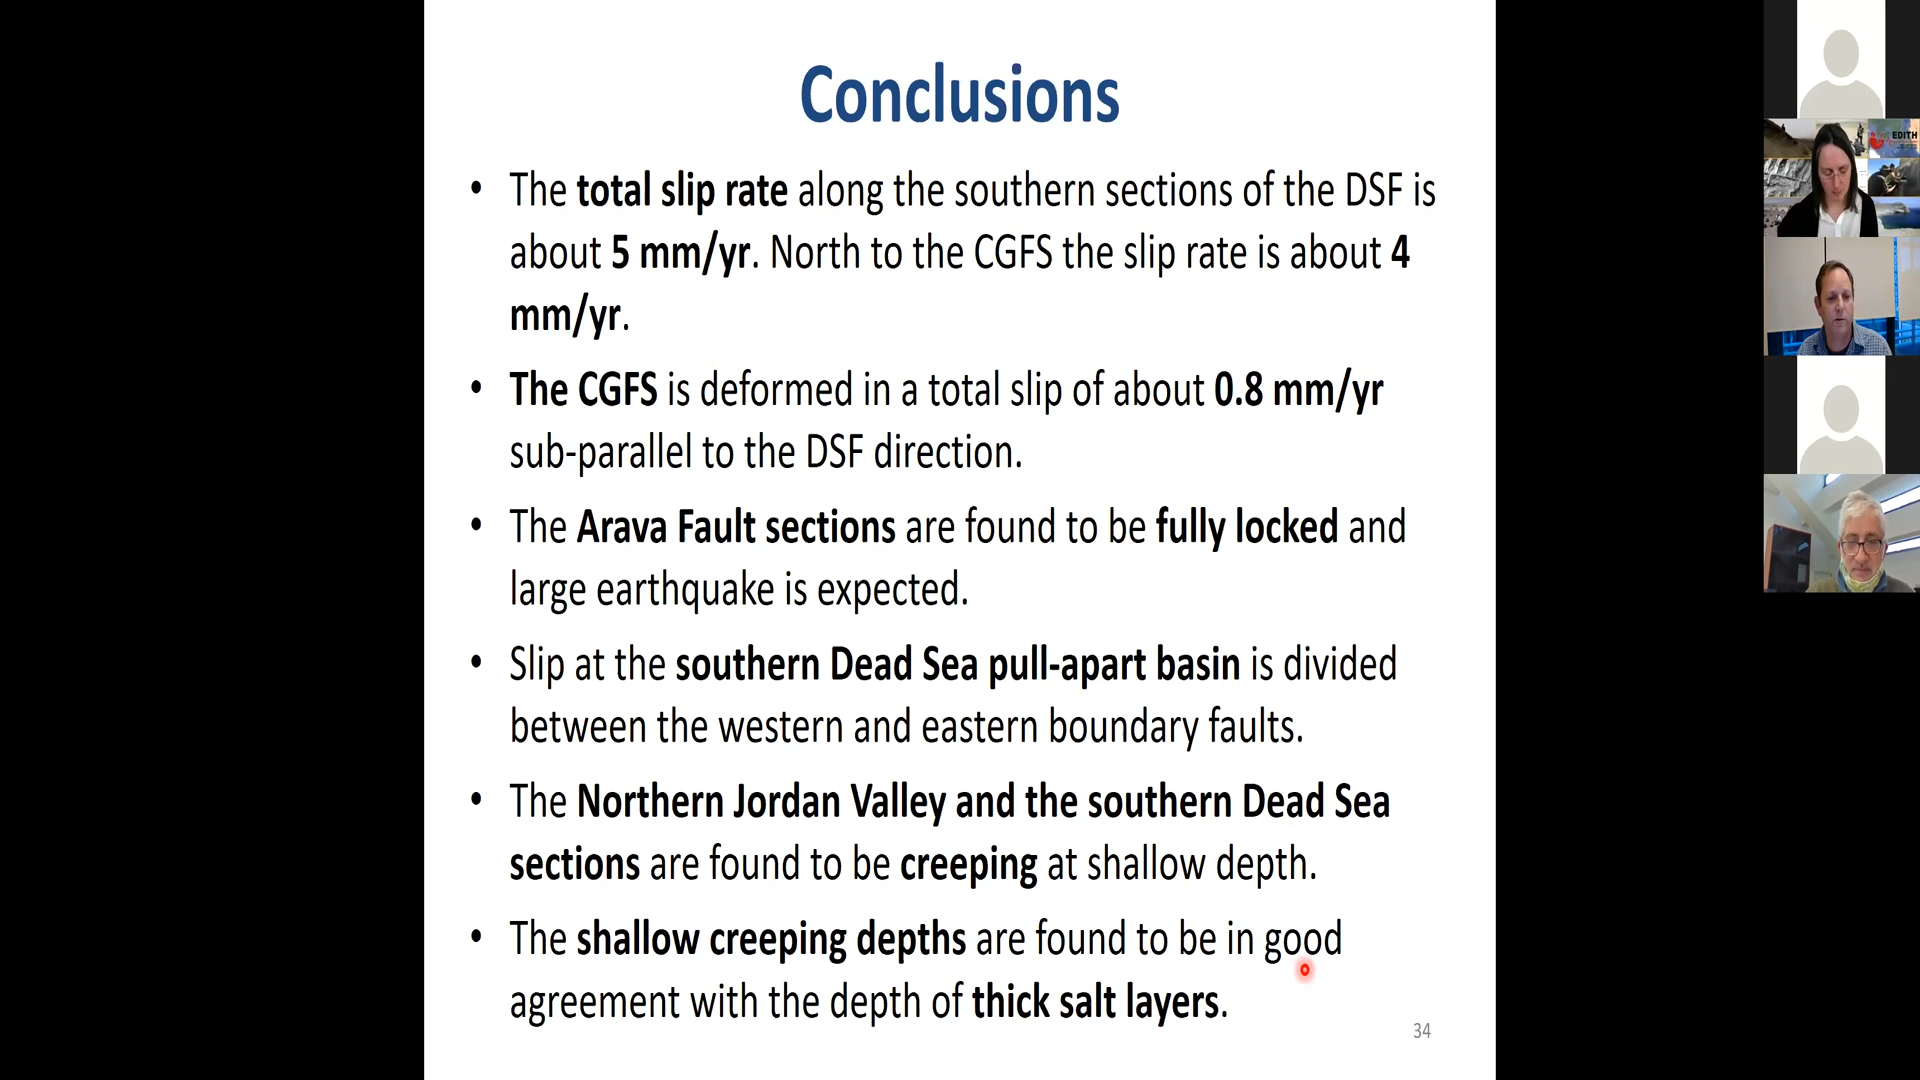 Conclusions
• The total slip rate along the southern sections of the DSF is
about 5 mm/yr. North to the CGFS the slip rate is about 4
mm/yr.
• The CGFS is deformed in a total slip of about 0.8 mm/yr
sub-parallel to the DSF direction.
• The Arava Fault sections are found to be fully locked and
large earthquake is expected.
• Slip at the southern Dead Sea pull-apart basin is divided
between the western and eastern boundary faults.
• The Northern Jordan Valley and the southern Dead Sea
sections are found to be creeping at shallow depth.
• The shallow creeping depths are found to be in good
agreement with the depth of thick salt layers.
34
EDITH